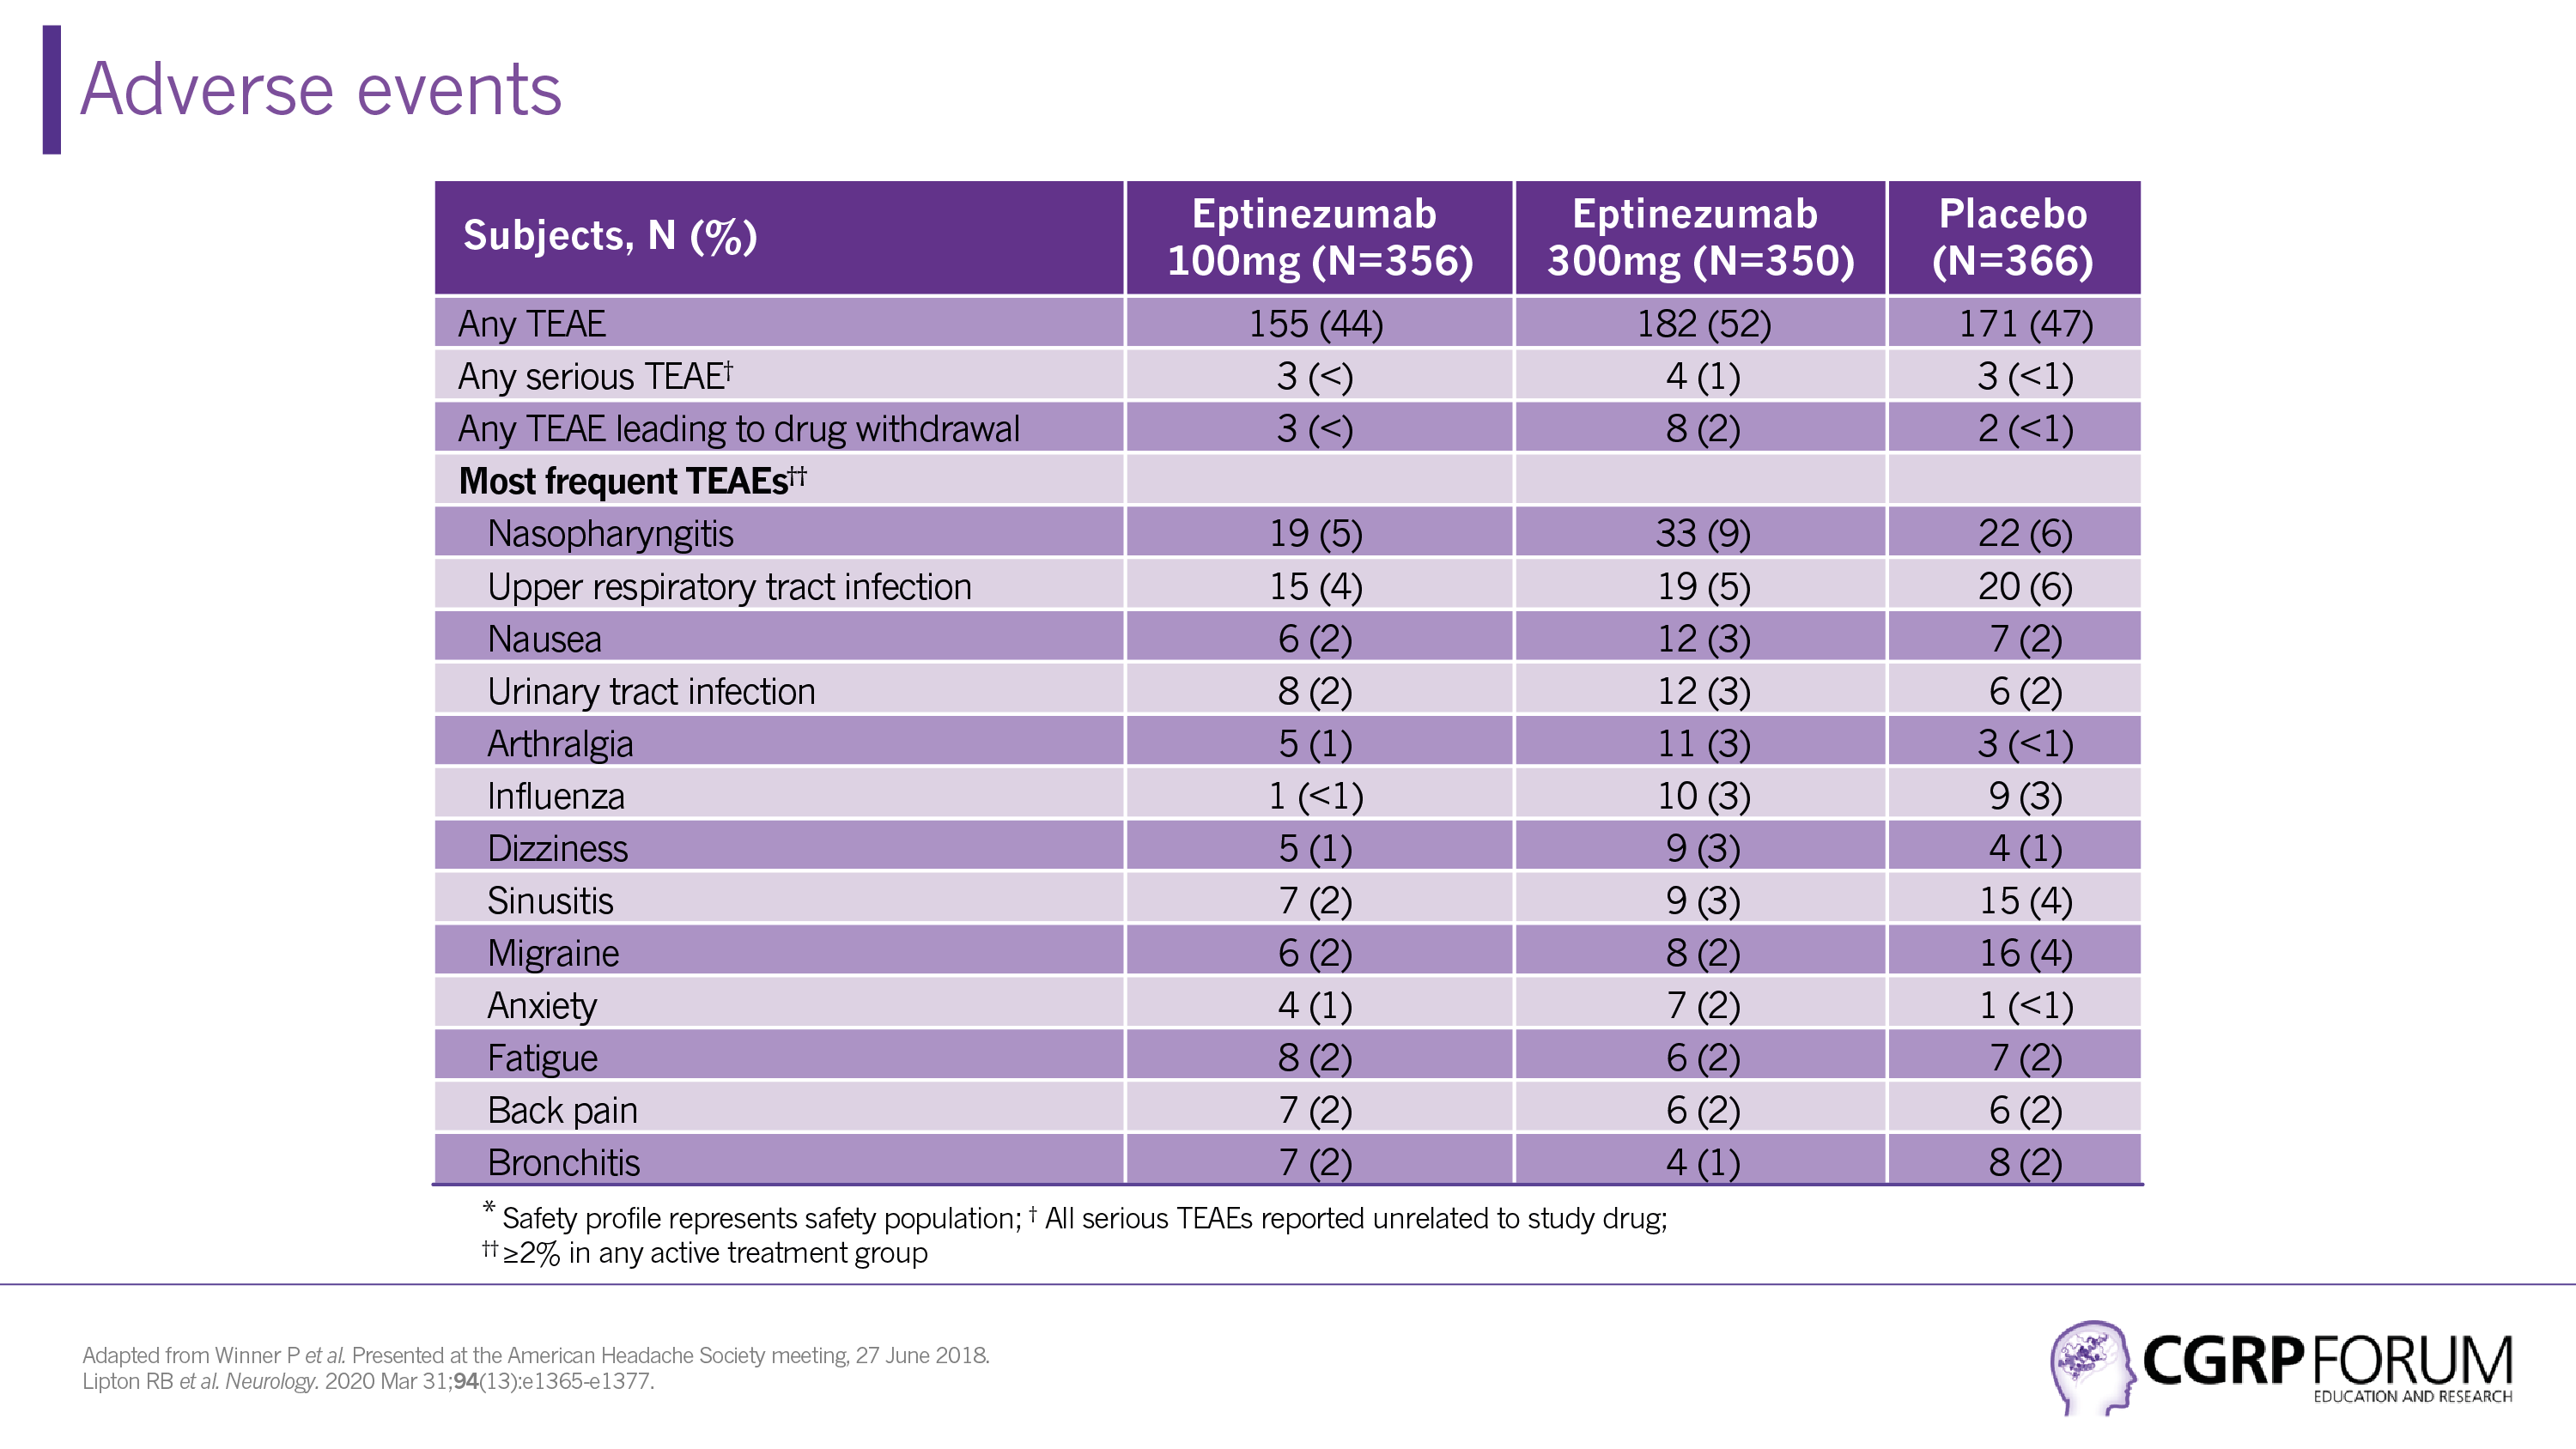 Adverse events
Subjects, N (%) Eptinezumab 100mg (N=356) Eptinezumab 300mg (N=350) Placebo (N=366)
Any TEAE 155 (44) 182 (52) 171 (47)
Any serious TEAE† 3 (<) 4 (1) 3 (<1)
Any TEAE leading to drug withdrawal 3 (<) 8 (2) 2 (<1)
Most frequent TEAEs††
Nasopharyngitis 19 (5) 33 (9) 22 (6)
Upper respiratory tract infection 15 (4) 19 (5) 20 (6)
Nausea 6 (2) 12 (3) 7 (2)
Urinary tract infection 8 (2) 12 (3) 6 (2)
Arthralgia 5 (1) 11 (3) 3 (<1)
Influenza 1 (<1) 10 (3) 9 (3)
Dizziness 5 (1) 9 (3) 4 (1)
Sinusitis 7 (2) 9 (3) 15 (4)
Migraine 6 (2) 8 (2) 16 (4)
Anxiety 4 (1) 7 (2) 1 (<1)
Fatigue 8 (2) 6 (2) 7 (2)
Back pain 7 (2) 6 (2) 6 (2)
Bronchitis 7 (2) 4 (1) 8 (2)
* Safety profile represents safety population; † All serious TEAEs reported unrelated to study drug;
†† ≥2% in any active treatment group
Adapted from Winner P et al. Presented at the American Headache Society meeting, 27 June 2018.
Lipton RB et al. Neurology. 2020 Mar 31;94(13):e1365-e1377.
CGRP FORUM
EDUCATION AND RESEARCH